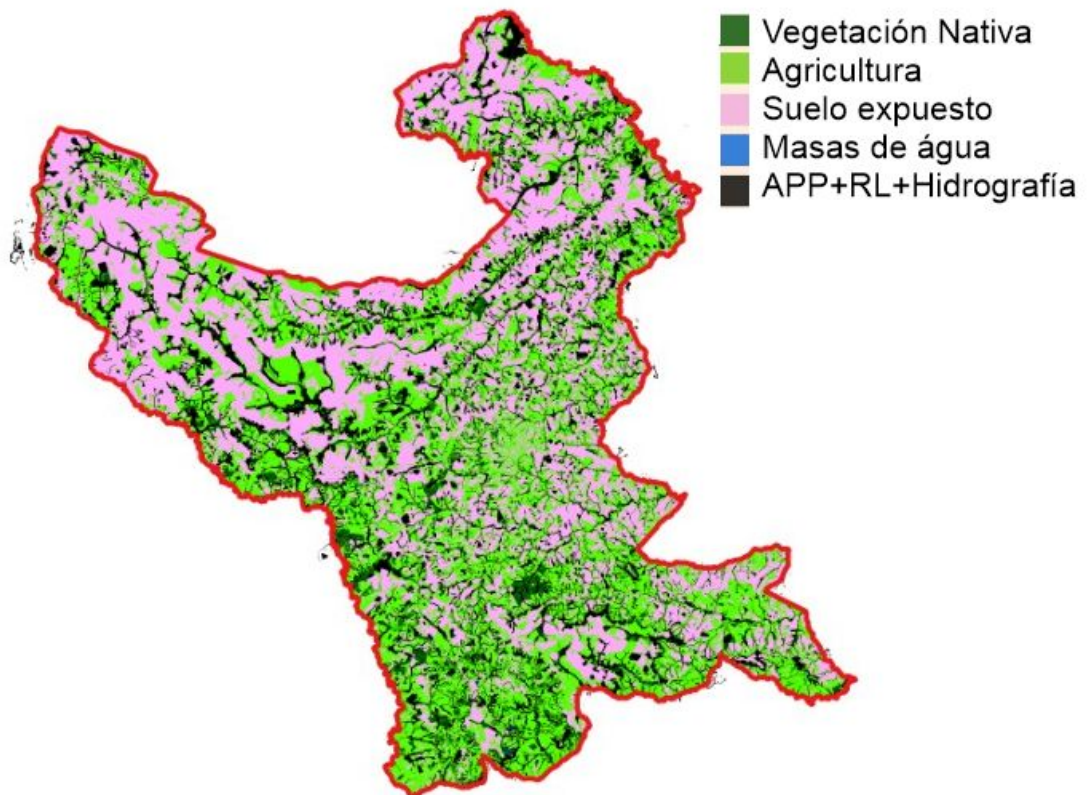 Vegetación Nativa
Agricultura
Suelo expuesto
Masas de água
APP+RL+Hidrografía